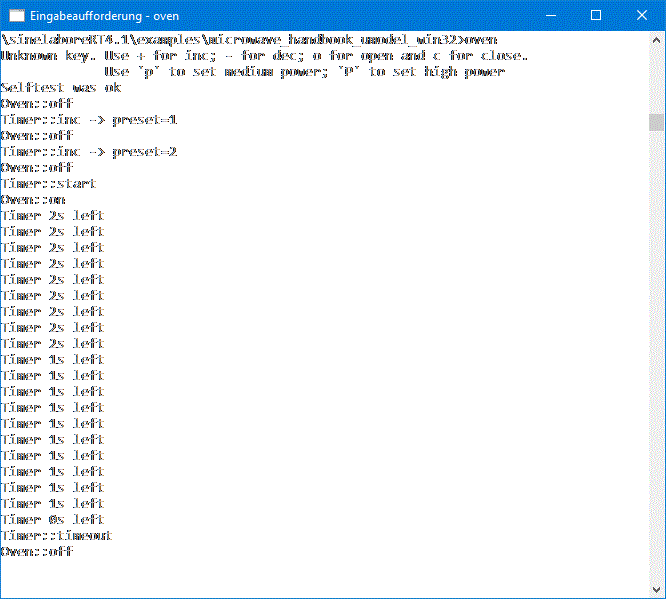 Eingabeaufforderung - oven
\sinelaboreRT4.1\examples\microwave_handbook_umodel_win32>oven
Unknown key. Use + for inc; - for dec; o for open and c for close.
Use 'p' to set medium power; 'P' to set high power
Selftest was ok
Oven::off
Timer::inc -> preset=1
Oven::off
Timer::inc -> preset=2
Oven::off
Timer::start
Oven::on
Timer 2s left
Timer 2s left
Timer 2s left
Timer 2s left
Timer 2s left
Timer 2s left
Timer 2s left
Timer 2s left
Timer 2s left
Timer 1s left
Timer 1s left
Timer 1s left
Timer 1s left
Timer 1s left
Timer 1s left
Timer 1s left
Timer 1s left
Timer 1s left
Timer 1s left
Timer 0s left
Timer::timeout
Oven::off